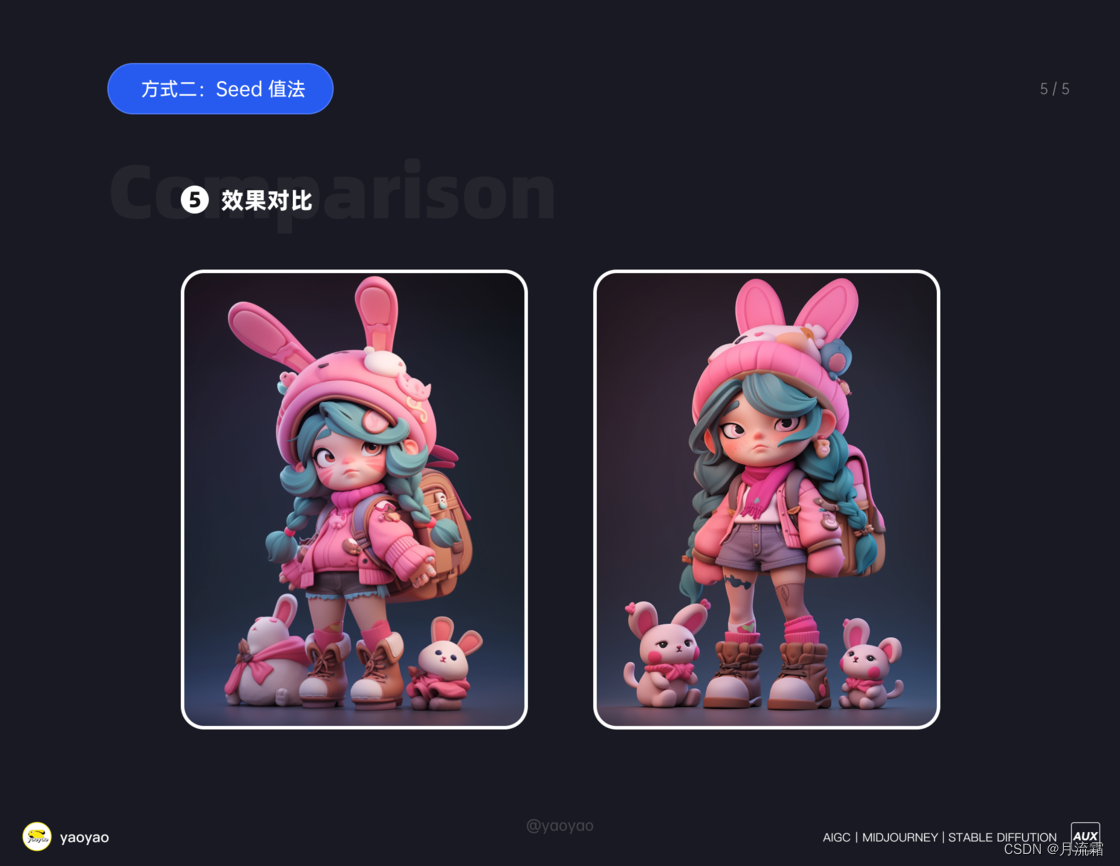 方式二：Seed 值法
5 / 5
Comparison
5 效果对比
@yaoyao
yaoyao
AIGC | MIDJOURNEY | STABLE DIFFUTION
AUX
CSDN @月流霜